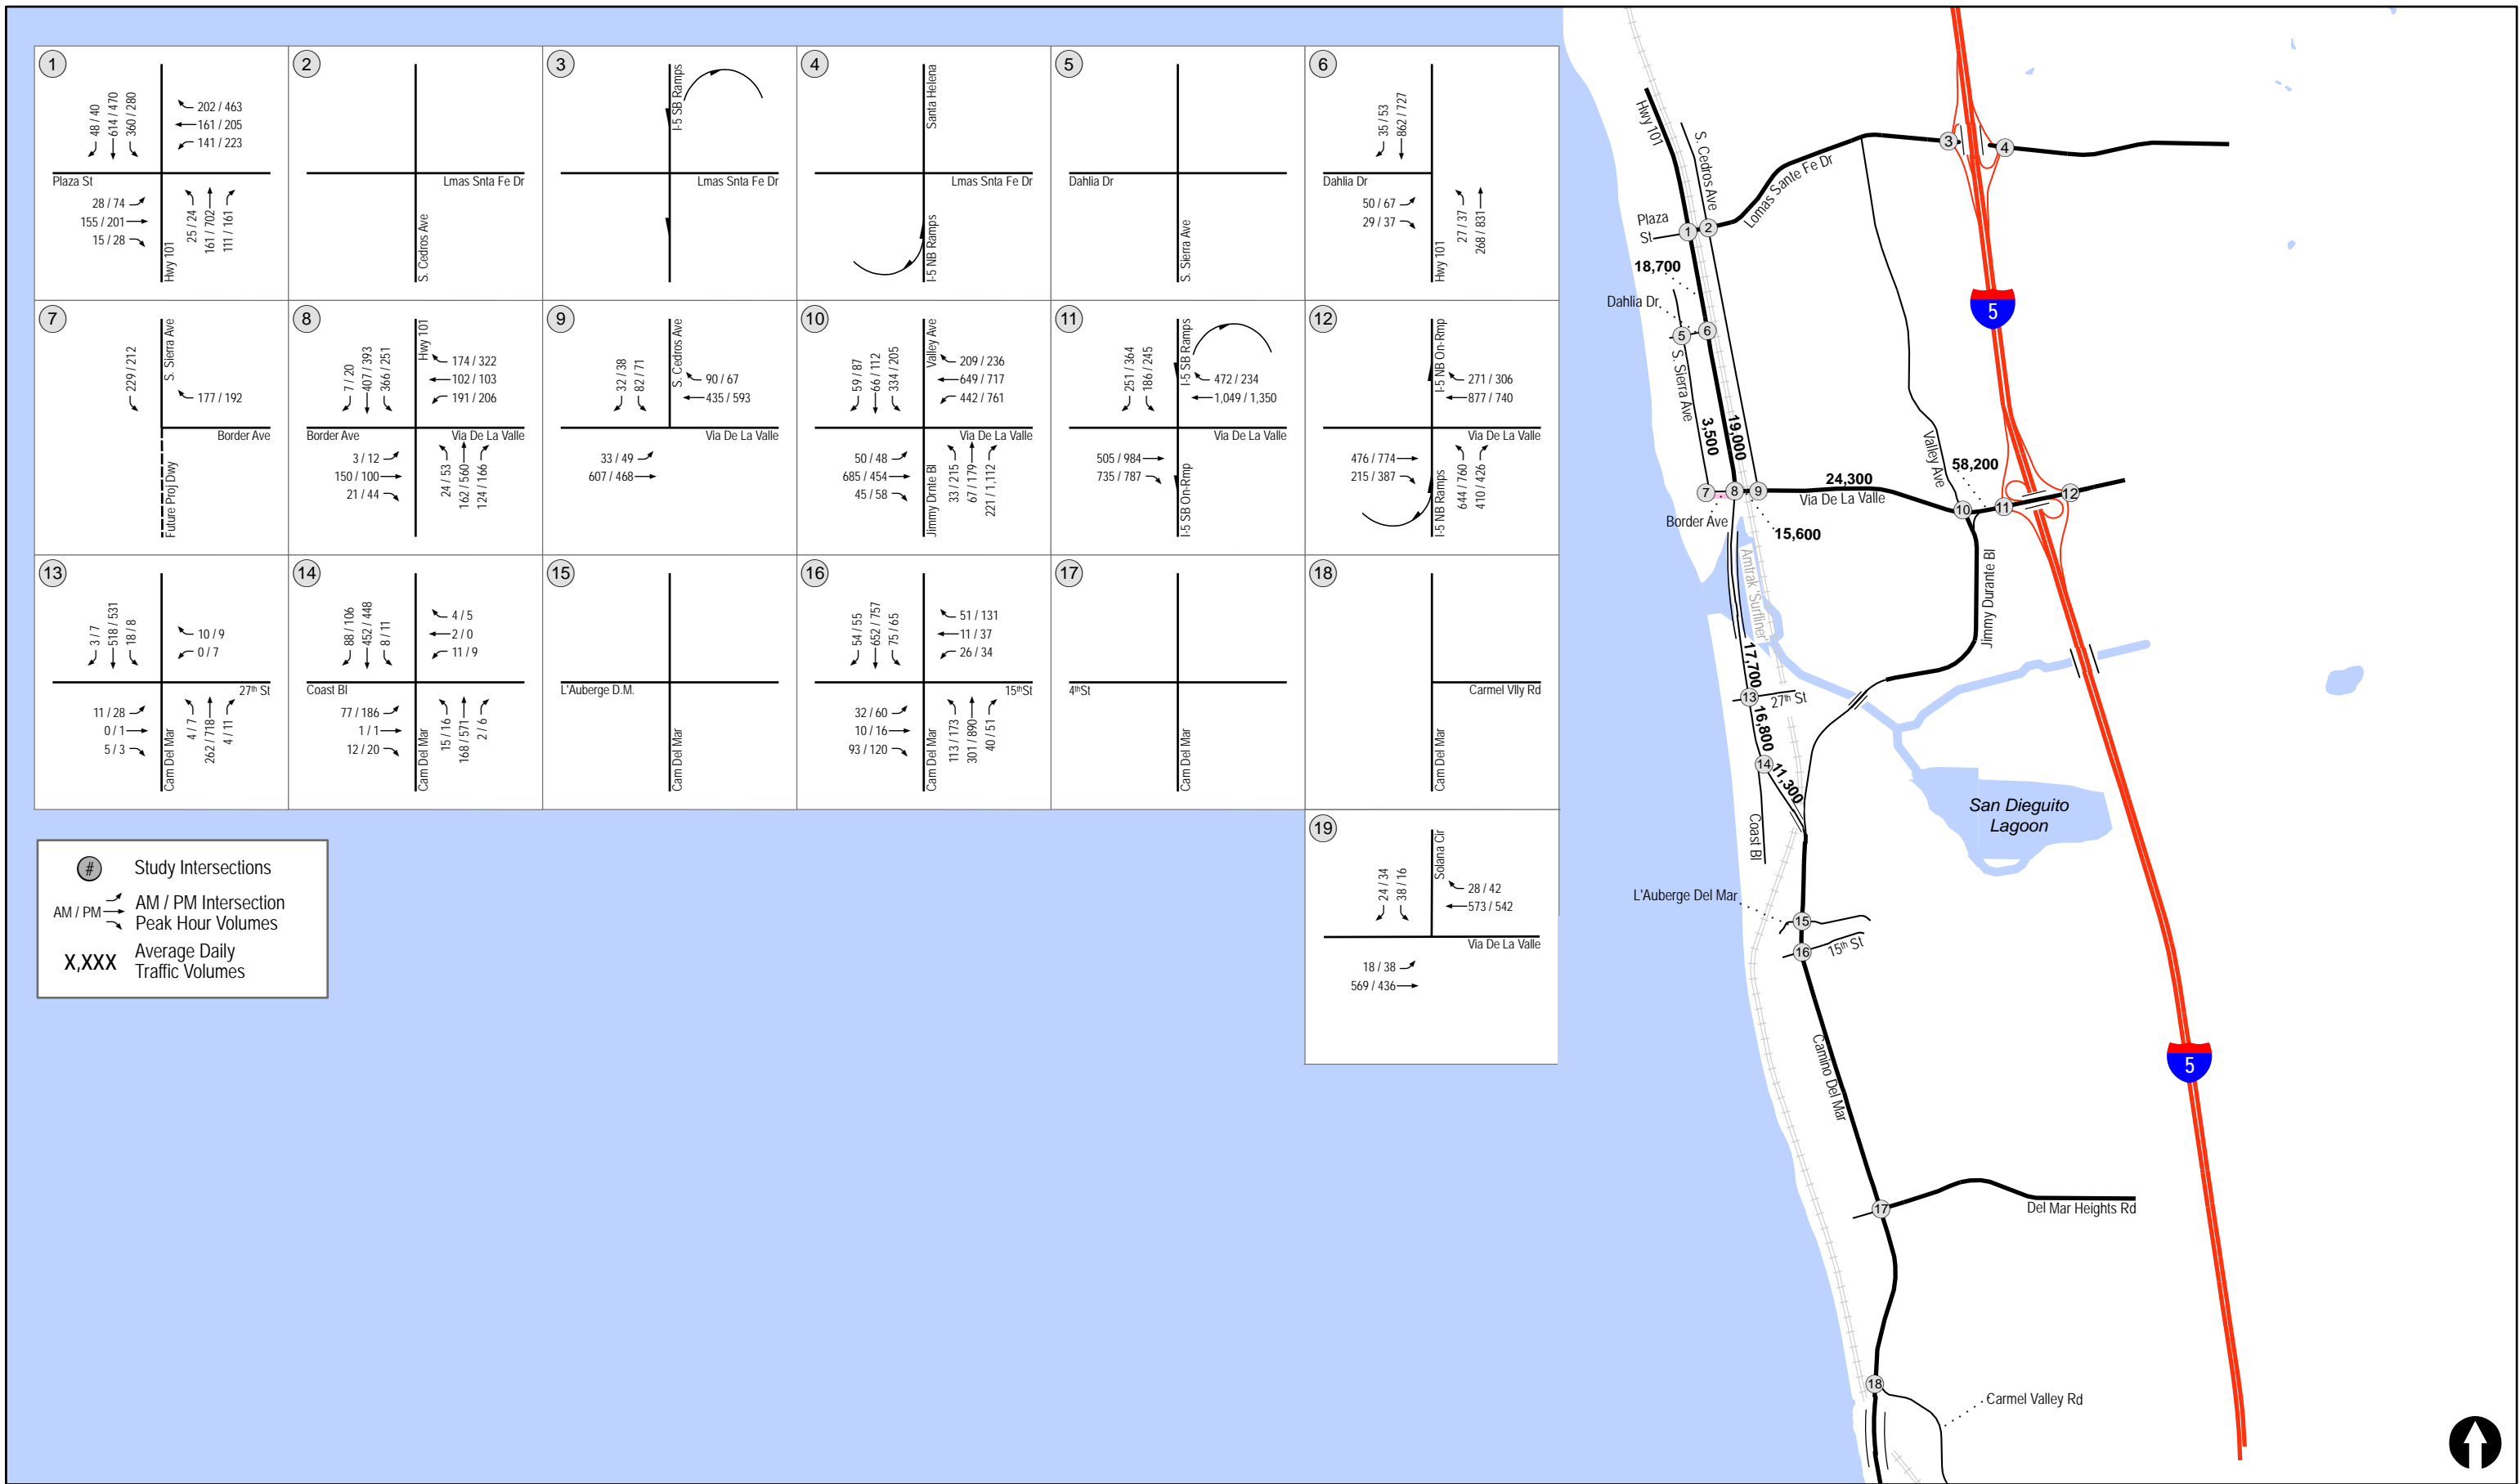 1
48 / 40
614 / 470
360 / 280
202 / 463
161 / 205
141 / 223
Plaza St
28 / 74
155 / 201
15 / 28
25 / 24
161 / 702
111 / 161
Hwy 101
2
Lmas Snta Fe Dr
S. Cedros Ave
3
I-5 SB Ramps
Lmas Snta Fe Dr
4
Santa Helena
Lmas Snta Fe Dr
I-5 NB Ramps
5
Dahlia Dr
S. Sierra Ave
6
35 / 53
862 / 727
Dahlia Dr
50 / 67
29 / 37
27 / 37
268 / 831
Hwy 101
7
229 / 212
S. Sierra Ave
177 / 192
Border Ave
Future Proj Dwy
8
7 / 20
407 / 393
366 / 251
Hwy 101
174 / 322
102 / 103
191 / 206
Border Ave
Via De La Valle
3 / 12
150 / 100
21 / 44
24 / 53
162 / 560
124 / 166
9
32 / 38
82 / 71
S. Cedros Ave
90 / 67
435 / 593
Via De La Valle
33 / 49
607 / 468
10
59 / 87
66 / 112
334 / 205
Valley Ave
209 / 236
649 / 717
442 / 761
Via De La Valle
50 / 48
685 / 454
45 / 58
Jimmy Drnte Bl
33 / 215
67 / 179
221 / 1,112
11
251 / 364
186 / 245
I-5 SB Ramps
472 / 234
1,049 / 1,350
Via De La Valle
505 / 984
735 / 787
I-5 SB On-Rmp
12
I-5 NB On-Rmp
271 / 306
877 / 740
Via De La Valle
476 / 774
215 / 387
I-5 NB Ramps
644 / 760
410 / 426
13
3 / 7
518 / 531
18 / 8
10 / 9
0 / 7
27th St
11 / 28
0 / 1
5 / 3
Cam Del Mar
4 / 7
262 / 718
4 / 11
14
88 / 106
452 / 448
8 / 11
4 / 5
2 / 0
11 / 9
Coast Bl
77 / 186
1 / 1
12 / 20
Cam Del Mar
15 / 16
168 / 571
2 / 6
15
L'Auberge D.M.
Cam Del Mar
16
54 / 55
652 / 757
75 / 65
51 / 131
11 / 37
26 / 34
15thSt
32 / 60
10 / 16
93 / 120
Cam Del Mar
113 / 173
301 / 890
40 / 51
17
4thSt
Cam Del Mar
18
Carmel Vlly Rd
Cam Del Mar
19
24 / 34
38 / 16
Solana Cir
28 / 42
573 / 542
Via De La Valle
18 / 38
569 / 436
# Study Intersections
AM / PM
AM / PM Intersection
Peak Hour Volumes
X,XXX
Average Daily
Traffic Volumes
Hwy 101
S. Cedros Ave
Lomas Sante Fe Dr
3
4
Plaza
St
1
2
18,700
Dahlia Dr
5
6
5
S. Sierra Ave
3,500
19,000
Valley Ave
58,200
24,300
Via De La Valle
7
8
9
10
11
12
Border Ave
15,600
Amtrak 'Surfliner'
Jimmy Durante Bl
17,700
13
27th St
16,800
14
11,300
Coast Bl
San Dieguito
Lagoon
L'Auberge Del Mar
15
16
15th St
Camino Del Mar
5
17
Del Mar Heights Rd
18
Carmel Valley Rd